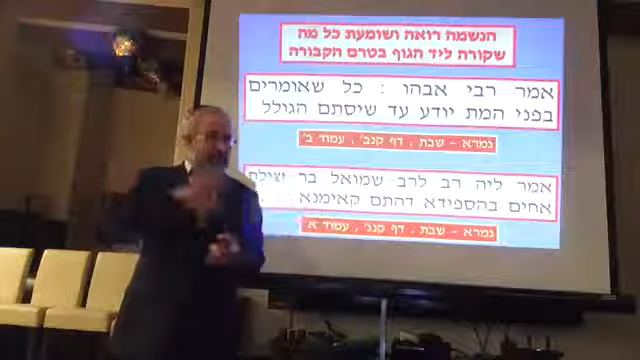 הנשמה רואה ושומעת כל מה
שקורה ליד הגוף בטרם הקבורה
אמר רבי אבהו : כל שאומרים
בפני המת יודע עד שיסתם הגולל
גמרא - שבת , דף קנב' , עמוד ב'
אמר ליה רב לרב שמואל בר שילת
אחים בהספידא דהתם קאימנא
גמרא - שבת , דף קנג' , עמוד א'